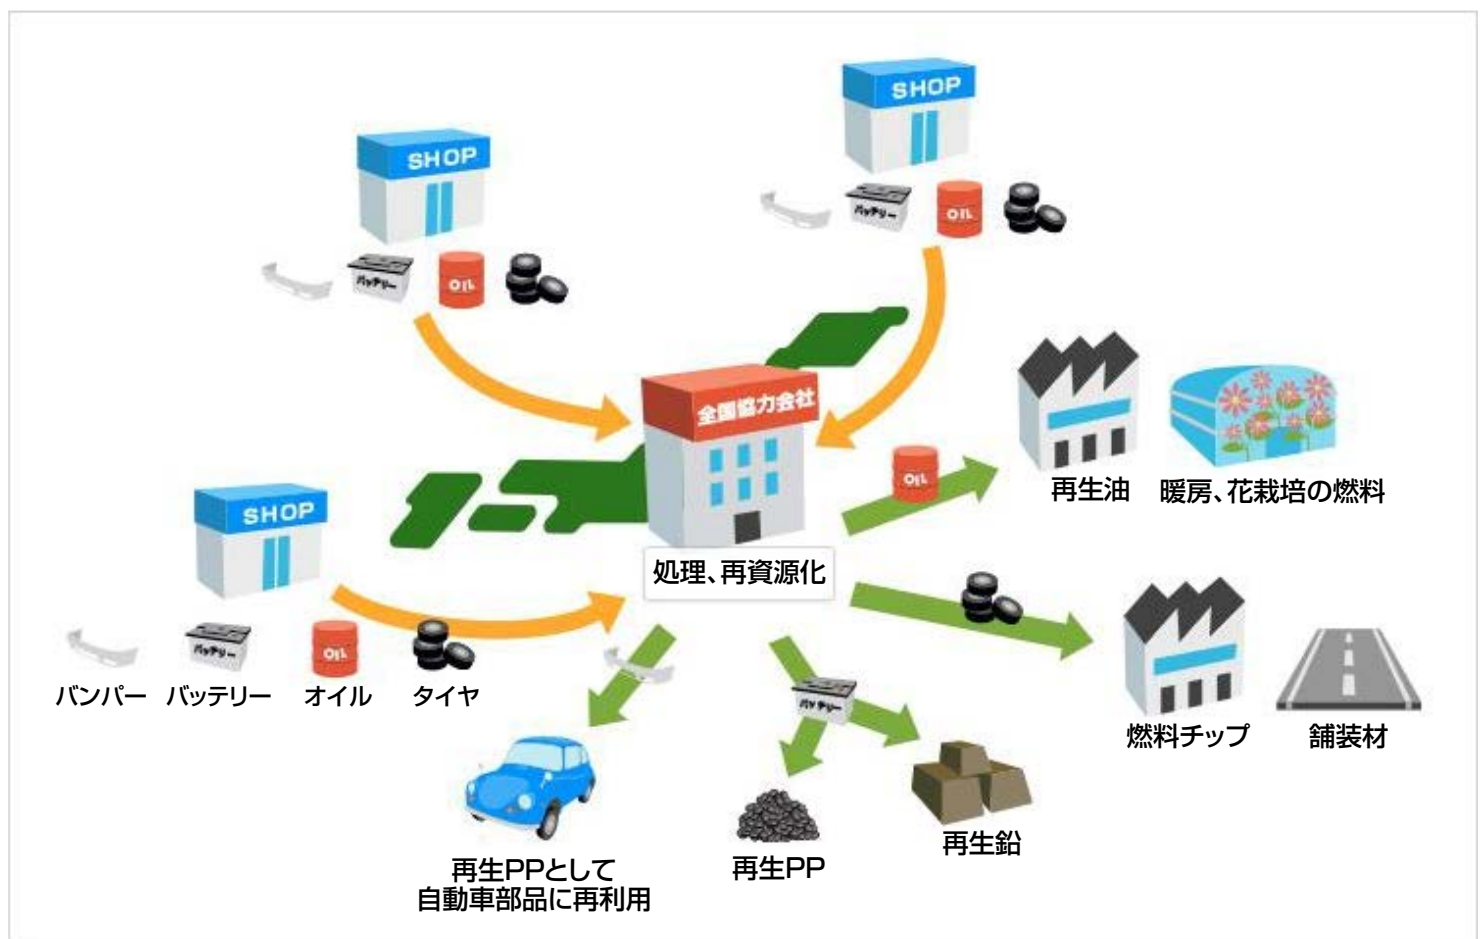 SHOP
バッテリー
OIL
SHOP
バッテリー
OIL
全国協力会社
処理、再資源化
SHOP
バッテリー
OIL
バンパー
バッテリー
オイル
タイヤ
OIL
再生油
暖房、花栽培の燃料
燃料チップ
舗装材
バッテリー
再生PPとして
自動車部品に再利用
再生PP
再生鉛